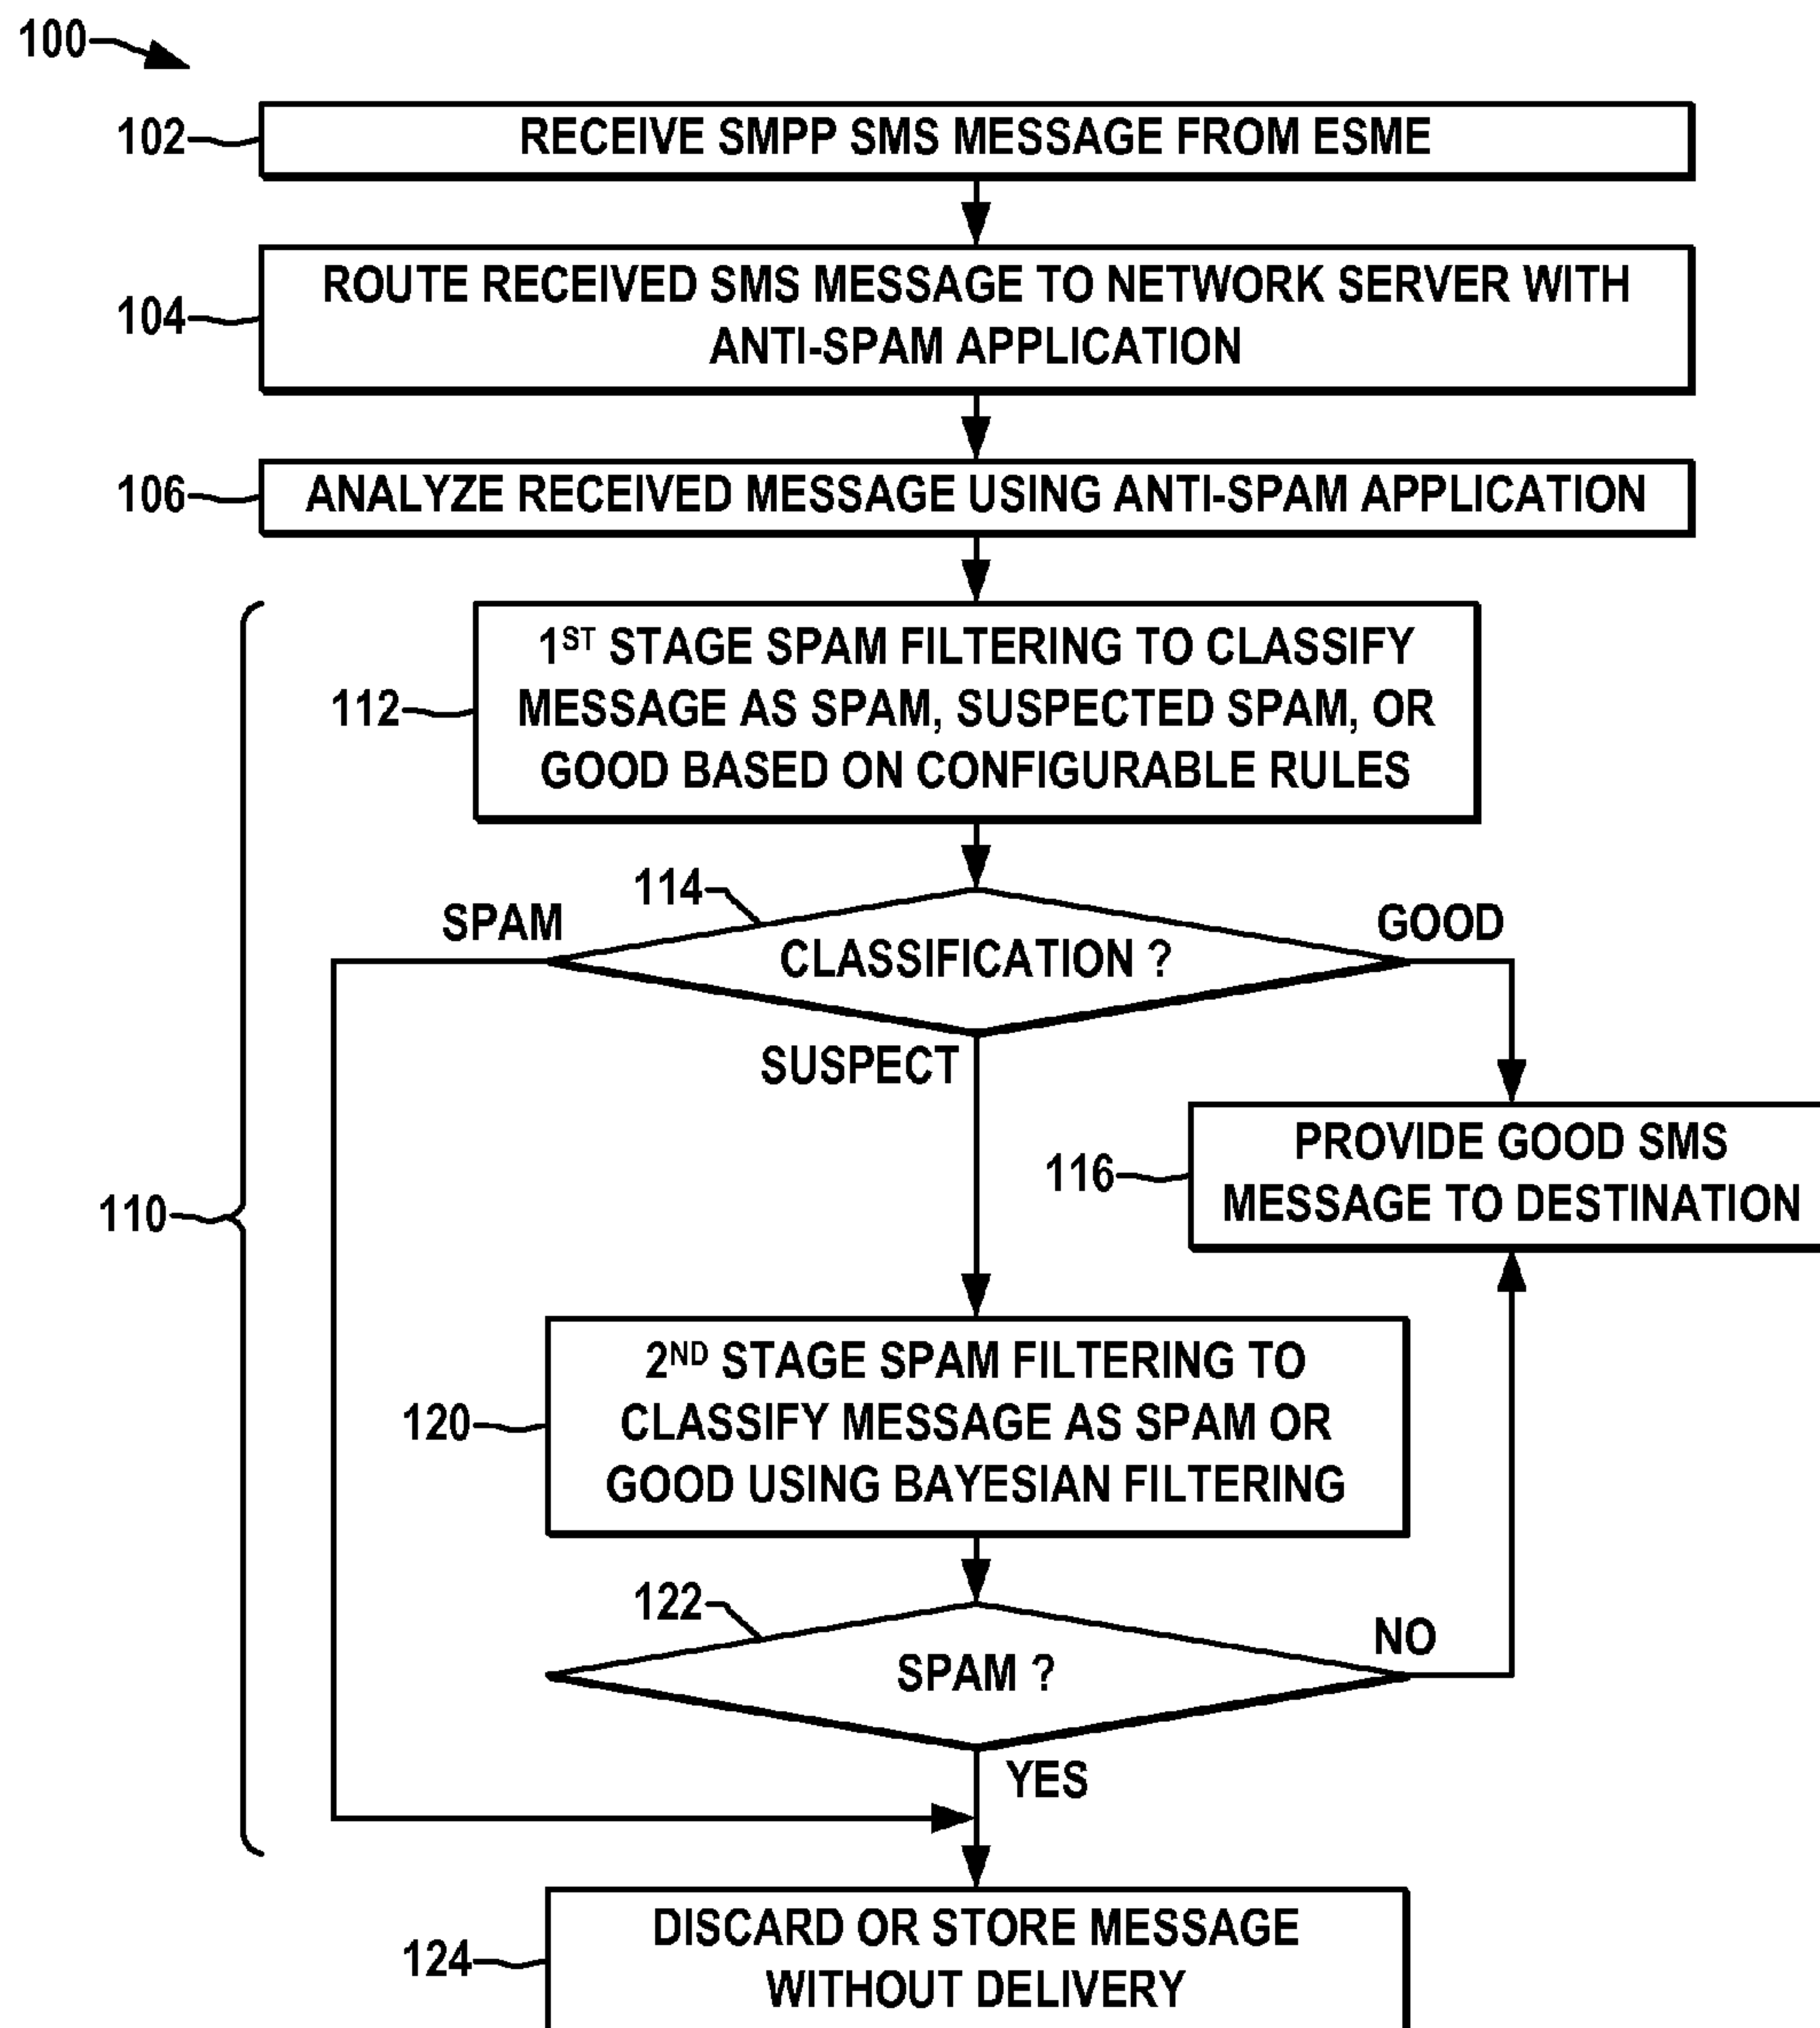 100
102
RECEIVE SMPP SMS MESSAGE FROM ESME
104
ROUTE RECEIVED SMS MESSAGE TO NETWORK SERVER WITH
ANTI-SPAM APPLICATION
106
ANALYZE RECEIVED MESSAGE USING ANTI-SPAM APPLICATION
110
112
1ST STAGE SPAM FILTERING TO CLASSIFY
MESSAGE AS SPAM, SUSPECTED SPAM, OR
GOOD BASED ON CONFIGURABLE RULES
114
SPAM
CLASSIFICATION ?
GOOD
SUSPECT
116
PROVIDE GOOD SMS
MESSAGE TO DESTINATION
120
2ND STAGE SPAM FILTERING TO
CLASSIFY MESSAGE AS SPAM OR
GOOD USING BAYESIAN FILTERING
122
SPAM ?
NO
YES
124
DISCARD OR STORE MESSAGE
WITHOUT DELIVERY